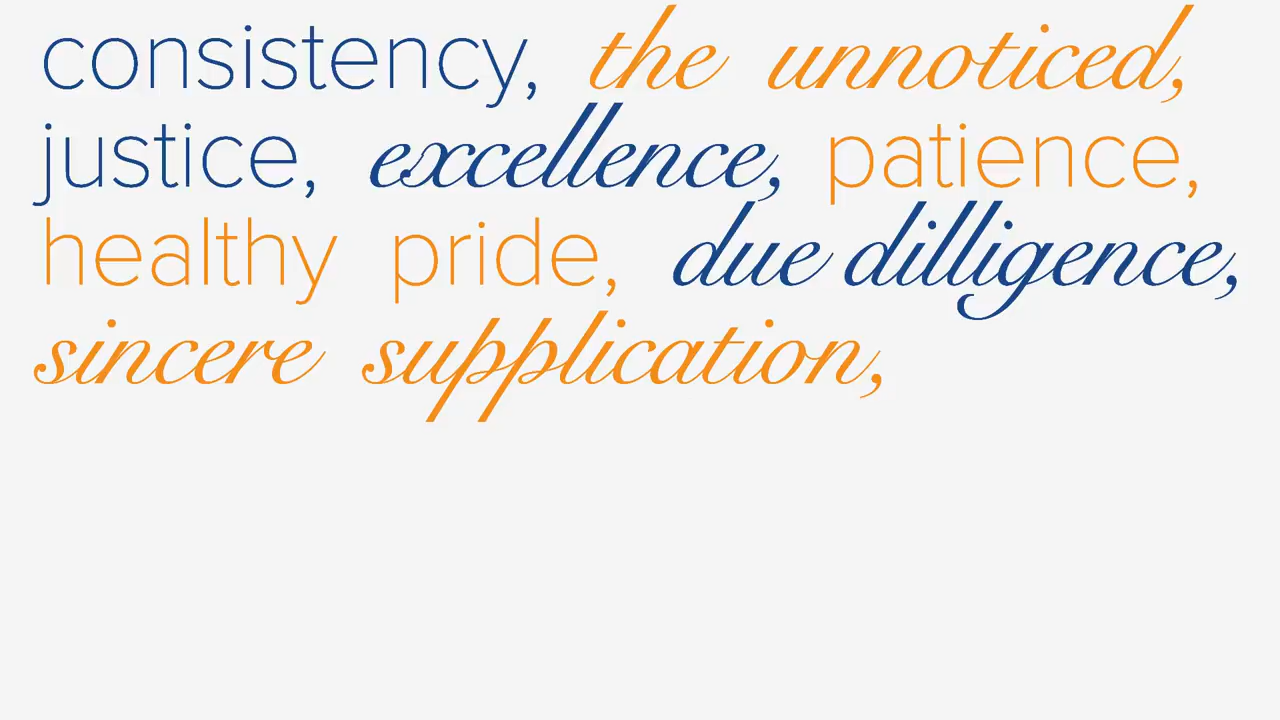 consistency, the unnoticed,
justice, excellence, patience,
healthy pride, due dilligence,
sincere supplication,